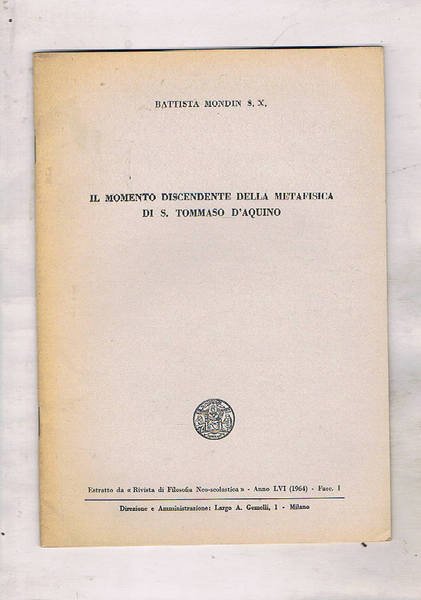 BATTISTA MONDIN S. X.
IL MOMENTO DISCENDENTE DELLA METAFISICA
DI S. TOMMASO D'AQUINO
Estratto da « Rivista di Filosofia Neo-scolastica » - Anno LVI (1964) - Fasc. I
Direzione e Amministrazione: Largo A. Gemelli, 1 - Milano